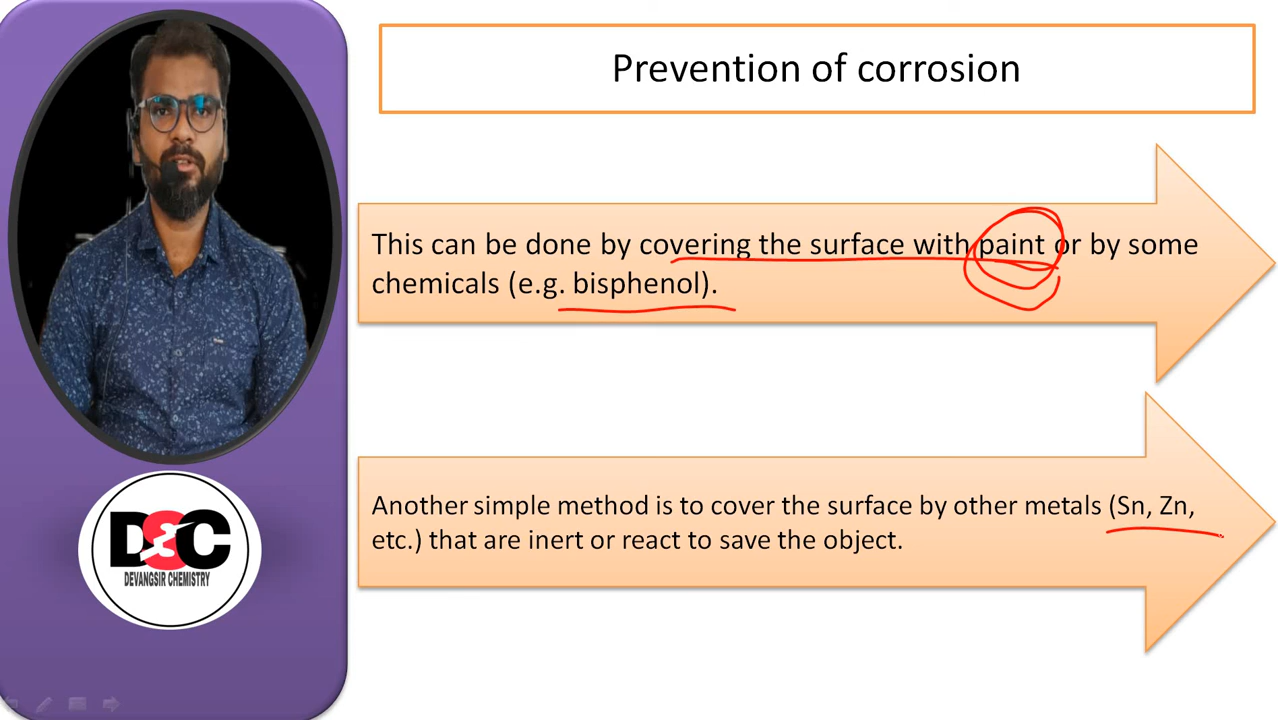 Prevention of corrosion
This can be done by covering the surface with paint or by some
chemicals (e.g. bisphenol).
Another simple method is to cover the surface by other metals (Sn, Zn,
etc.) that are inert or react to save the object.
DSC
DEVANGSIR CHEMISTRY